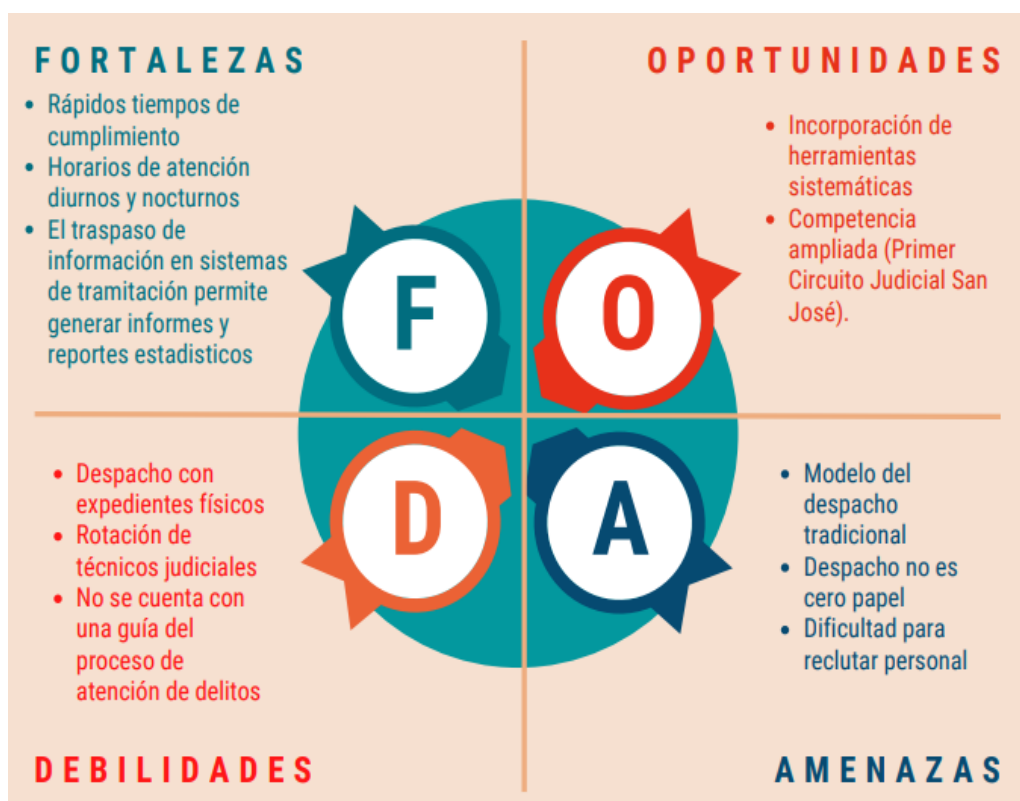 FORTALEZAS
• Rápidos tiempos de
cumplimiento
• Horarios de atención
diurnos y nocturnos
• El traspaso de
información en sistemas
de tramitación permite
generar informes y
reportes estadisticos
OPORTUNIDADES
• Incorporación de
herramientas
sistemáticas
• Competencia
ampliada (Primer
Circuito Judicial San
José).
F
O
D
A
• Despacho con
expedientes físicos
• Rotación de
técnicos judiciales
• No se cuenta con
una guía del
proceso de
atención de delitos
DEBILIDADES
• Modelo del
despacho
tradicional
• Despacho no es
cero papel
• Dificultad para
reclutar personal
AMENAZAS